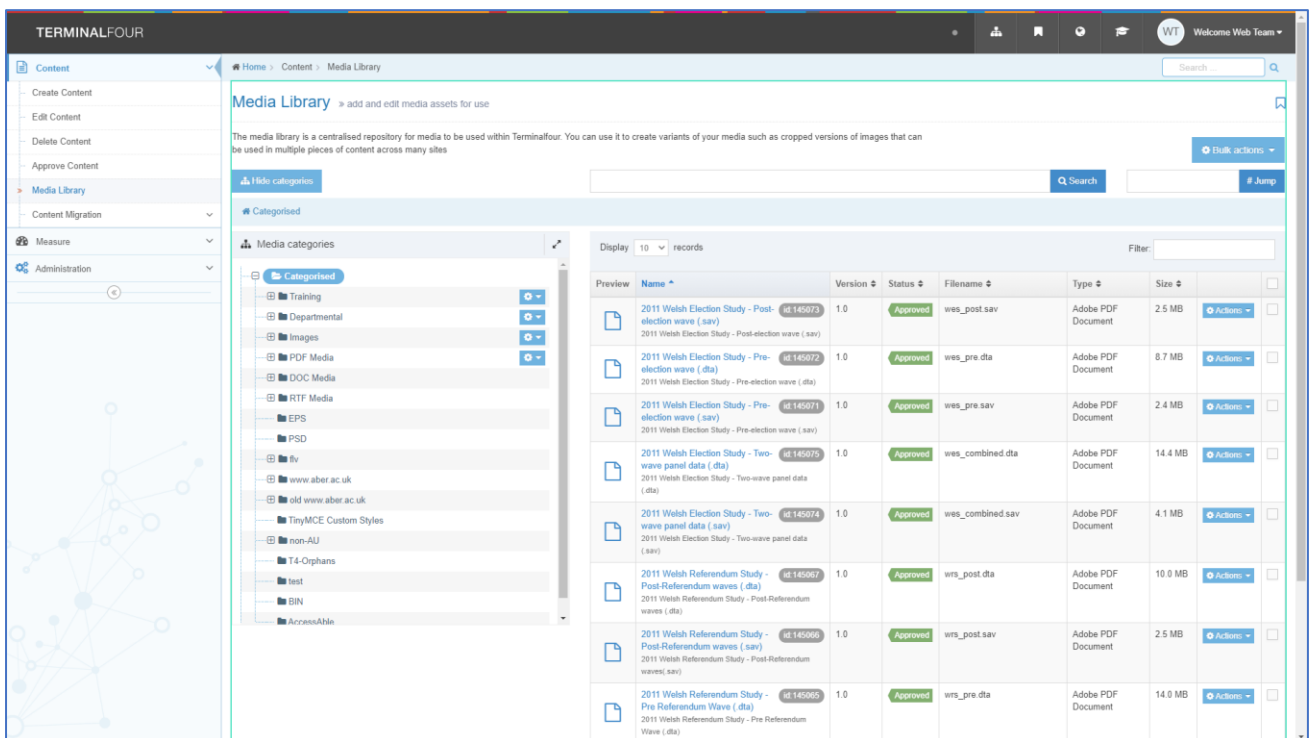 TERMINALFOUR
WT
Welcome Web Team
Content
Create Content
Edit Content
Delete Content
Approve Content
» Media Library
Content Migration
Measure
Administration
Home > Content > Media Library
Search ...
Media Library » add and edit media assets for use
The media library is a centralised repository for media to be used within Terminalfour. You can use it to create variants of your media such as cropped versions of images that can
be used in multiple pieces of content across many sites
Bulk actions
Hide categories
Search
# Jump
Categorised
Media categories
Categorised
Training
Departmental
Images
PDF Media
DOC Media
RTF Media
EPS
PSD
flv
www.aber.ac.uk
old www.aber.ac.uk
TinyMCE Custom Styles
non-AU
T4-Orphans
test
BIN
AccessAble
Display 10 records
Filter:
Preview Name Version Status Filename Type Size
2011 Welsh Election Study - Post- id:145073 1.0 Approved wes_post.sav Adobe PDF 2.5 MB Actions
election wave (.sav) Document
2011 Welsh Election Study - Post-election wave (.sav)
2011 Welsh Election Study - Pre- id:145072 1.0 Approved wes_pre.dta Adobe PDF 8.7 MB Actions
election wave (.dta) Document
2011 Welsh Election Study - Pre-election wave (.dta)
2011 Welsh Election Study - Pre- id:145071 1.0 Approved wes_pre.sav Adobe PDF 2.4 MB Actions
election wave (.sav) Document
2011 Welsh Election Study - Pre-election wave (.sav)
2011 Welsh Election Study - Two- id:145075 1.0 Approved wes_combined.dta Adobe PDF 14.4 MB Actions
wave panel data (.dta) Document
2011 Welsh Election Study - Two-wave panel data
(.dta)
2011 Welsh Election Study - Two- id:145074 1.0 Approved wes_combined.sav Adobe PDF 4.1 MB Actions
wave panel data (.sav) Document
2011 Welsh Election Study - Two-wave panel data
(.sav)
2011 Welsh Referendum Study - id:145067 1.0 Approved wrs_post.dta Adobe PDF 10.0 MB Actions
Post-Referendum waves (.dta) Document
2011 Welsh Referendum Study - Post-Referendum
waves (.dta)
2011 Welsh Referendum Study - id:145066 1.0 Approved wrs_post.sav Adobe PDF 2.5 MB Actions
Post-Referendum waves (.sav) Document
2011 Welsh Referendum Study - Post-Referendum
waves(.sav)
2011 Welsh Referendum Study - id:145065 1.0 Approved wrs_pre.dta Adobe PDF 14.0 MB Actions
Pre Referendum Wave (.dta) Document
2011 Welsh Referendum Study - Pre Referendum
Wave (.dta)